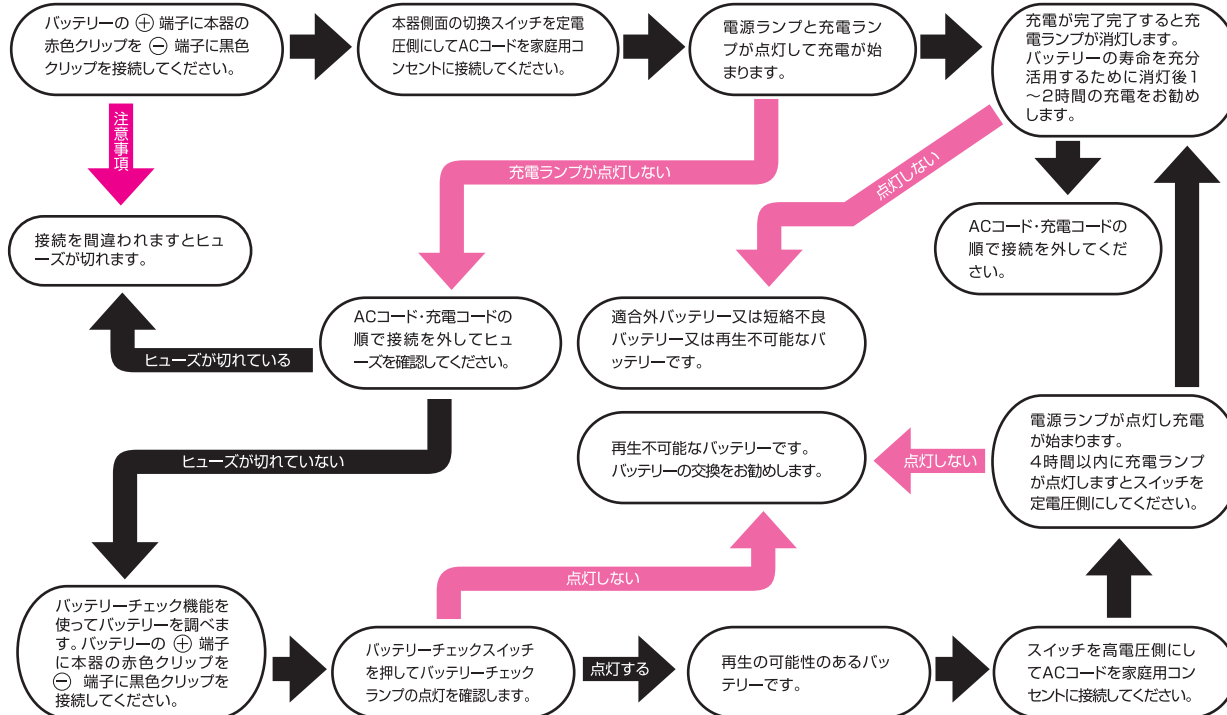 バッテリーの ⊕ 端子に本器の
赤色クリップを ⊖ 端子に黒色
クリップを接続してください。
本器側面の切換スイッチを定電
圧側にしてACコードを家庭用コ
ンセントに接続してください。
電源ランプと充電ラン
プが点灯して充電が始
まります。
充電が完了完了すると充
電ランプが消灯します。
バッテリーの寿命を充分
活用するために消灯後1
～2時間の充電をお勧め
します。
注意事項
充電ランプが点灯しない
点灯しない
接続を間違われますとヒュ
ーズが切れます。
ACコード・充電コードの
順で接続を外してくだ
さい。
ACコード・充電コードの
順で接続を外してヒュ
ーズを確認してください。
適合外バッテリー又は短絡不良
バッテリー又は再生不可能なバ
ッテリーです。
ヒューズが切れている
ヒューズが切れていない
再生不可能なバッテリーです。
バッテリーの交換をお勧めします。
点灯しない
電源ランプが点灯し充電
が始まります。
4時間以内に充電ランプ
が点灯しますとスイッチを
定電圧側にしてください。
点灯しない
バッテリーチェック機能を
使ってバッテリーを調べま
す。バッテリーの ⊕ 端子
に本器の赤色クリップを
⊖ 端子に黒色クリップを
接続してください。
バッテリーチェックスイッチ
を押してバッテリーチェック
ランプの点灯を確認します。
点灯する
再生の可能性のあるバッ
テリーです。
スイッチを高電圧側にし
てACコードを家庭用コン
セントに接続してください。